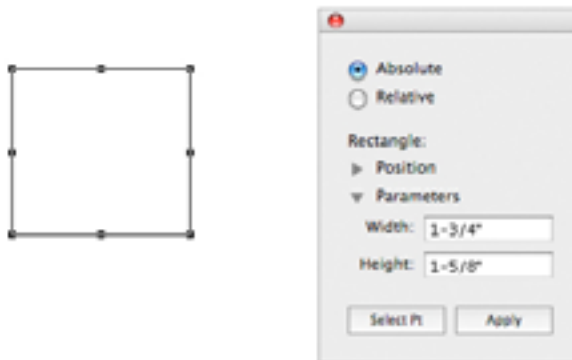 Absolute
Relative
Rectangle:
Position
Parameters
Width: 1-3/4"
Height: 1-5/8"
Select Pt Apply